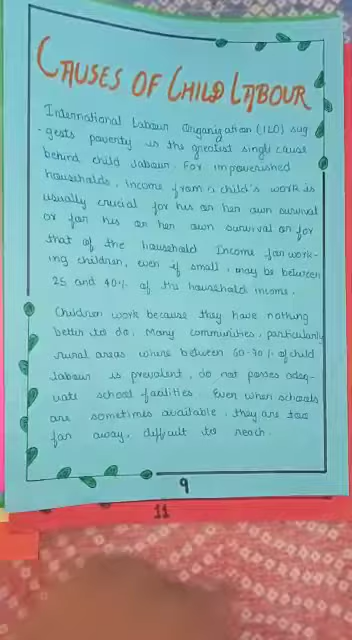 CAUSES OF CHILD LABOUR
International Labour Organization (ILO) sug
-gests poverty is the greatest single cause
behind child labour. For impoverished
households, income from a child's work is
usually crucial for his or her own survival
or for his or her own survival or for
that of the household Income for work-
ing children, even if small, may be between
25 and 40% of the household income.
Children work because they have nothing
better to do. Many communities, particularly
rural areas where between 60-70% of child
labour is prevalent, do not posses adeq-
uate school facilities. Even when schools
are sometimes available, they are too
far away, difficult to reach.
9
11